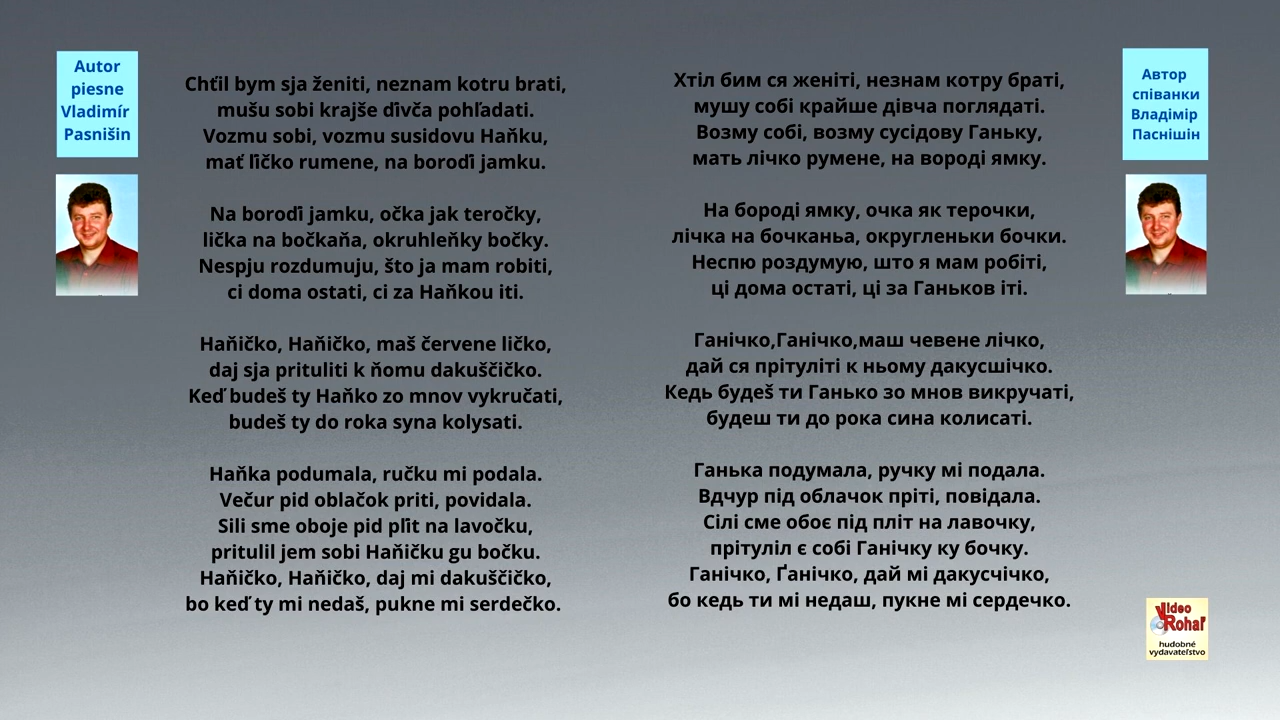 Autor
piesne
Vladimír
Pasnišin
Chťil bym sja ženiti, neznam kotru brati,
mušu sobi krajše ďivča pohľadati.
Vozmu sobi, vozmu susidovu Haňku,
mať ľičko rumene, na boroďi jamku.
Na boroďi jamku, očka jak teročky,
lička na bočkaňa, okruhleňky bočky.
Nespju rozdumuju, što ja mam robiti,
ci doma ostati, ci za Haňkou iti.
Haňičko, Haňičko, maš červene ličko,
daj sja prituliti k ňomu dakuščičko.
Keď budeš ty Haňko zo mnov vykručati,
budeš ty do roka syna kolysati.
Haňka podumala, ručku mi podala.
Večur pid oblačok priti, povidala.
Sili sme oboje pid plit na lavočku,
pritulil jem sobi Haňičku gu bočku.
Haňičko, Haňičko, daj mi dakuščičko,
bo keď ty mi nedaš, pukne mi serdečko.
Хтіл бим ся женіті, незнам котру браті,
мушу собі крайше дівча поглядаті.
Возму собі, возму сусідову Ганьку,
мать лічко румене, на вороді ямку.
На бороді ямку, очка як терочки,
лічка на бочканьа, округленьки бочки.
Неспю роздумую, што я мам робіті,
ці дома остаті, ці за Ганьков іті.
Ганічко,Ганічко,маш чевене лічко,
дай ся прітуліті к ньому дакусшічко.
Кедь будеš ти Ганько зо мнов викручаті,
будеш ти до рока сина колисаті.
Ганька подумала, ручку мі подала.
Вдчур під облачок пріті, повідала.
Сілі сме обоє під пліт на лавочку,
прітуліл є собі Ганічку ку бочку.
Ганічко, Ґанічко, дай мі дакусчічко,
бо кедь ти мі недаш, пукне мі сердечко.
Автор
співанки
Владімір
Паснішін
Video
Rohaľ
hudobné
vydavateľstvo